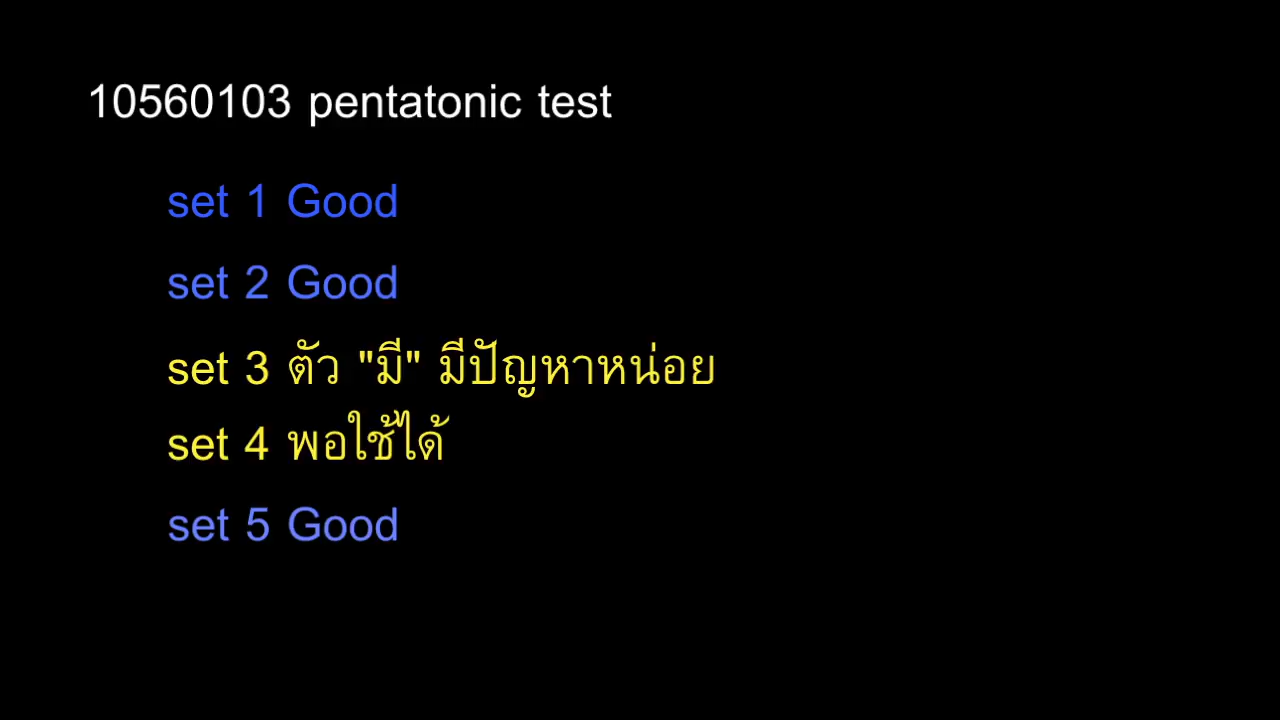 10560103 pentatonic test
set 1 Good
set 2 Good
set 3 ตัว "มี" มีปัญหาหน่อย
set 4 พอใช้ได้
set 5 Good